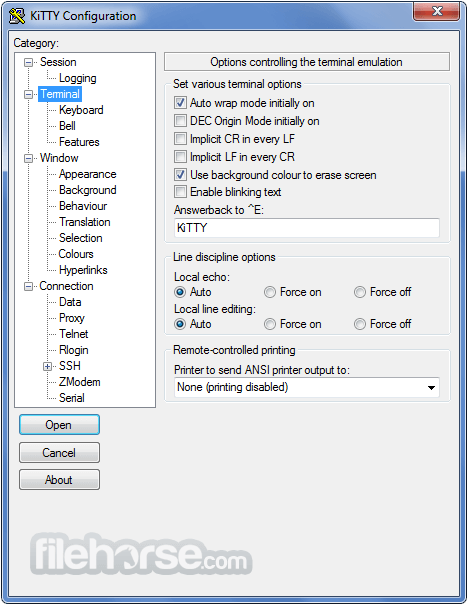 KiTTY Configuration
Category:
Session
Logging
Terminal
Keyboard
Bell
Features
Window
Appearance
Background
Behaviour
Translation
Selection
Colours
Hyperlinks
Connection
Data
Proxy
Telnet
Rlogin
SSH
ZModem
Serial
Open
Cancel
About
Options controlling the terminal emulation
Set various terminal options
Auto wrap mode initially on
DEC Origin Mode initially on
Implicit CR in every LF
Implicit LF in every CR
Use background colour to erase screen
Enable blinking text
Answerback to ^E:
KiTTY
Line discipline options
Local echo:
Auto Force on Force off
Local line editing:
Auto Force on Force off
Remote-controlled printing
Printer to send ANSI printer output to:
None (printing disabled)
filehorse.com